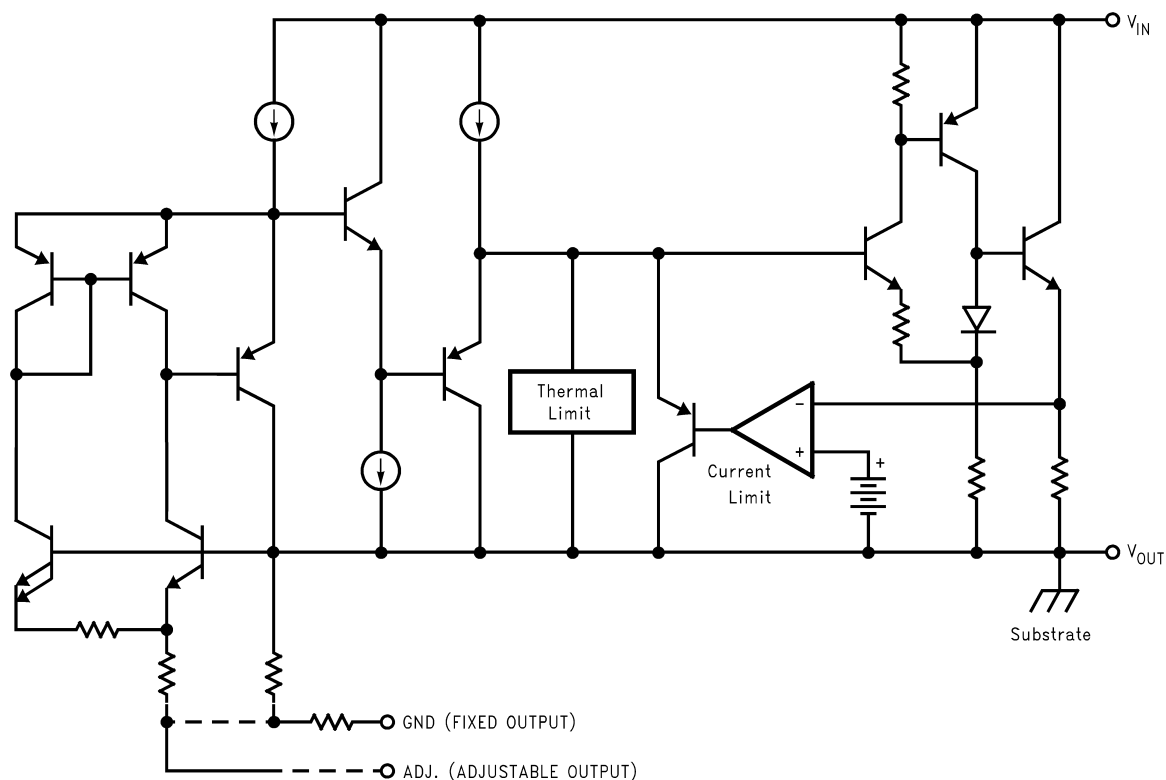 V_IN
Thermal
Limit
-
+
+
Current
Limit
V_OUT
Substrate
GND (FIXED OUTPUT)
ADJ. (ADJUSTABLE OUTPUT)